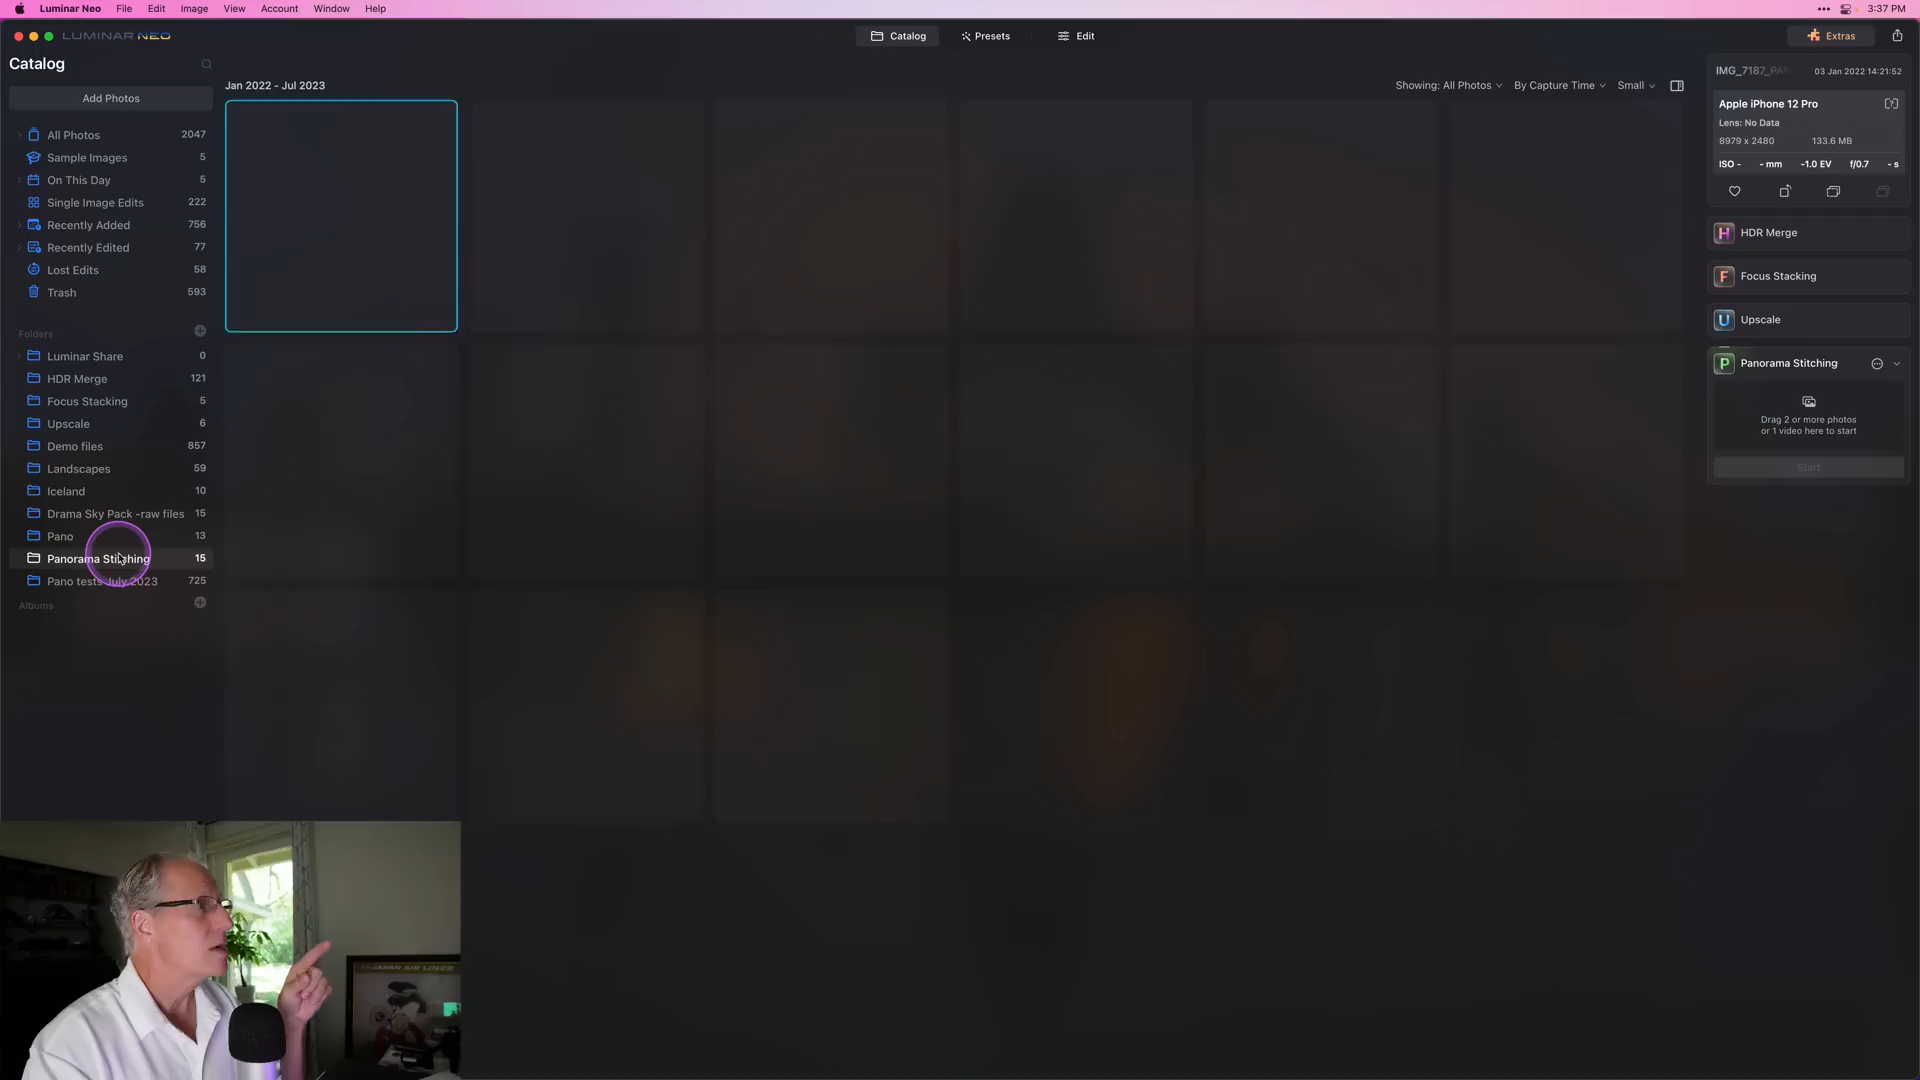 Luminar Neo File Edit Image View Account Window Help 3:37 PM
LUMINAR NEO Catalog Presets Edit Extras
Catalog
Add Photos
All Photos 2047
Sample Images 5
On This Day 5
Single Image Edits 222
Recently Added 756
Recently Edited 77
Lost Edits 58
Trash 593
Folders
Luminar Share 0
HDR Merge 121
Focus Stacking 5
Upscale 6
Demo files 857
Landscapes 59
Iceland 10
Drama Sky Pack -raw files 15
Pano 13
Panorama Stitching 15
Pano tests July 2023 725
Albums
Jan 2022 - Jul 2023 Showing: All Photos By Capture Time Small
IMG_7187_PAN 03 Jan 2022 14:21:52
Apple iPhone 12 Pro
Lens: No Data
8979 x 2480 133.6 MB
ISO - - mm -1.0 EV f/0.7 - s
H HDR Merge
F Focus Stacking
U Upscale
P Panorama Stitching
Drag 2 or more photos
or 1 video here to start
Start
JAPAN AIR LINES